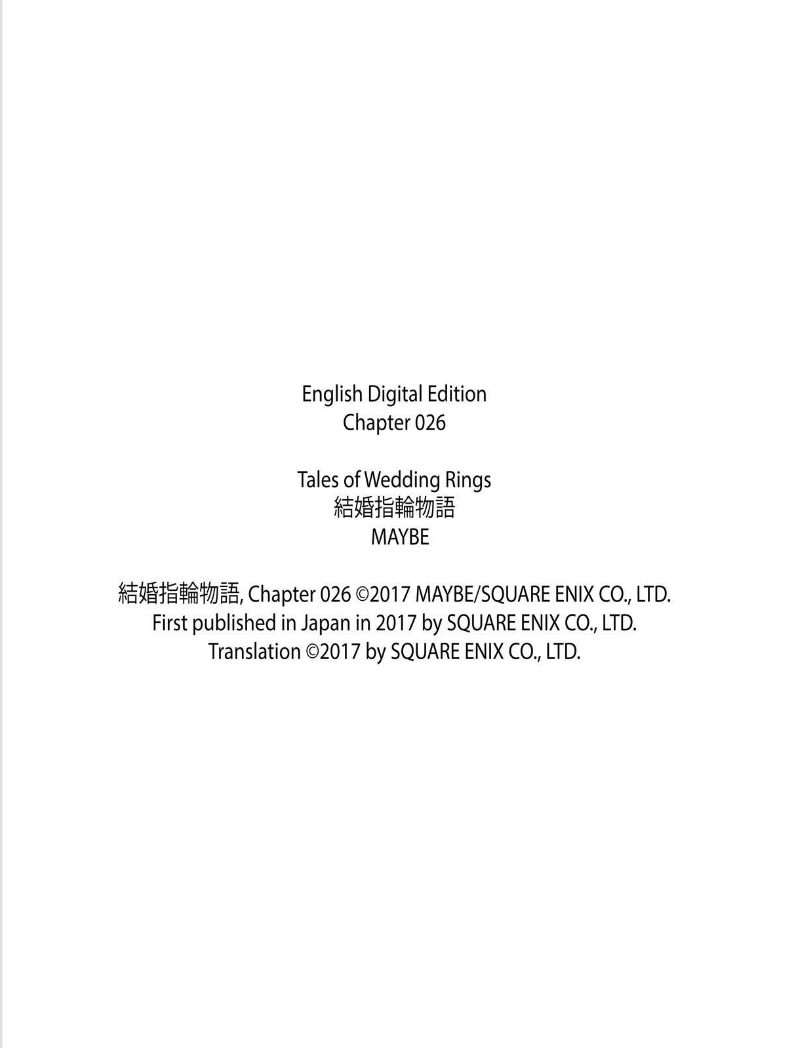 English Digital Edition
Chapter 026
Tales of Wedding Rings
結婚指輪物語
MAYBE
結婚指輪物語, Chapter 026 ©2017 MAYBE/SQUARE ENIX CO., LTD.
First published in Japan in 2017 by SQUARE ENIX CO., LTD.
Translation ©2017 by SQUARE ENIX CO., LTD.